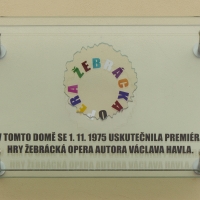 ŽEBRÁCKÁ OPERA
V TOMTO DOMĚ SE 1. 11. 1975 USKUTEČNILA PREMIÉRA
HRY ŽEBRÁCKÁ OPERA AUTORA VÁCLAVA HAVLA.